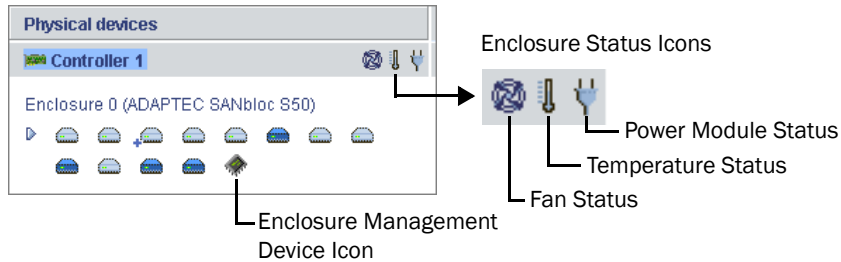 Physical devices
Controller 1
Enclosure 0 (ADAPTEC SANbloc S50)
Enclosure Management
Device Icon
Enclosure Status Icons
Power Module Status
Temperature Status
Fan Status